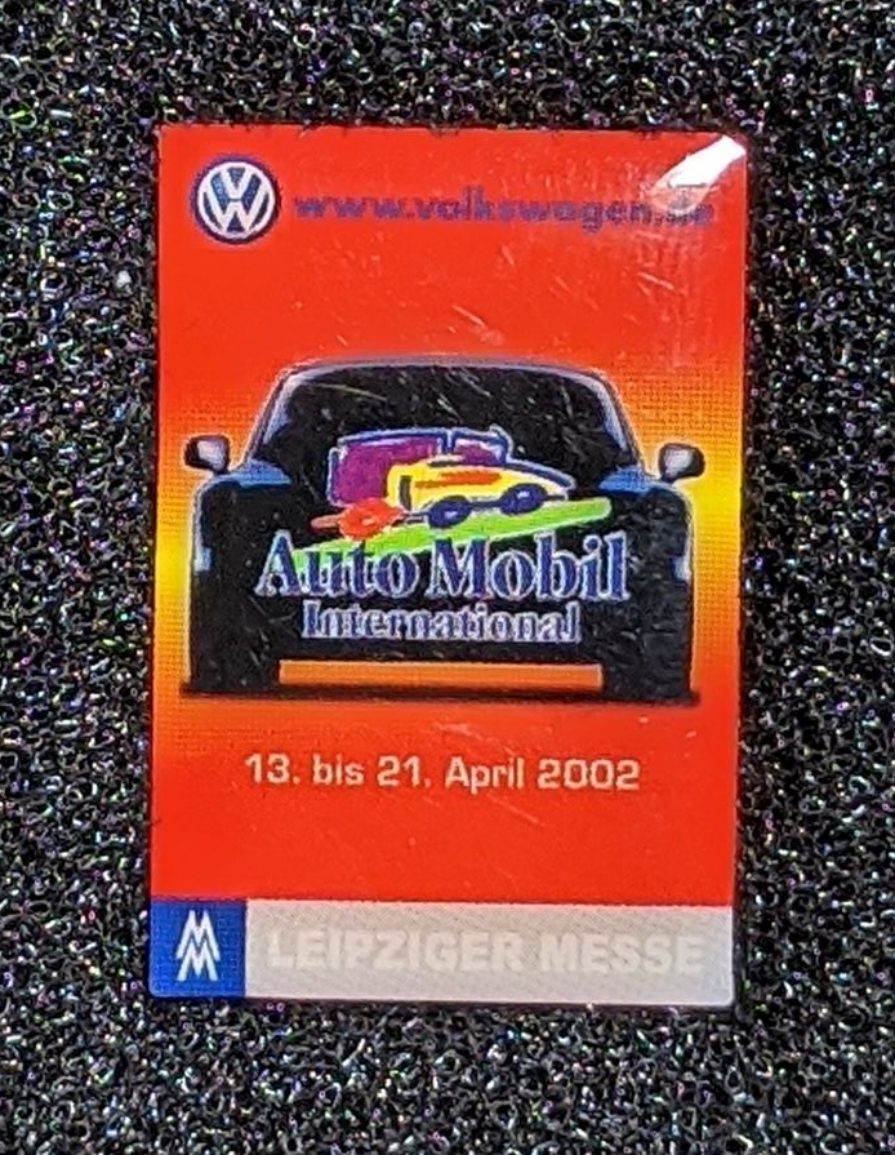 www.volkswagen.de
Auto Mobil
International
13. bis 21. April 2002
LEIPZIGER MESSE